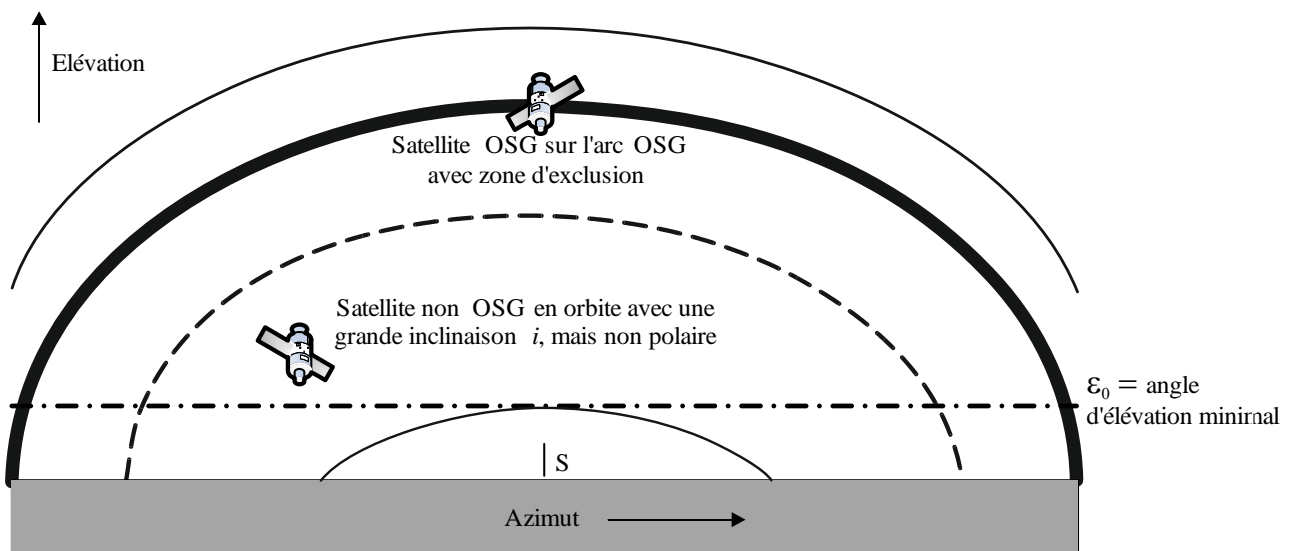 Elévation
Satellite OSG sur l'arc OSG
avec zone d'exclusion
Satellite non OSG en orbite avec une
grande inclinaison i, mais non polaire
ε0 = angle
d'élévation minimal
S
Azimut